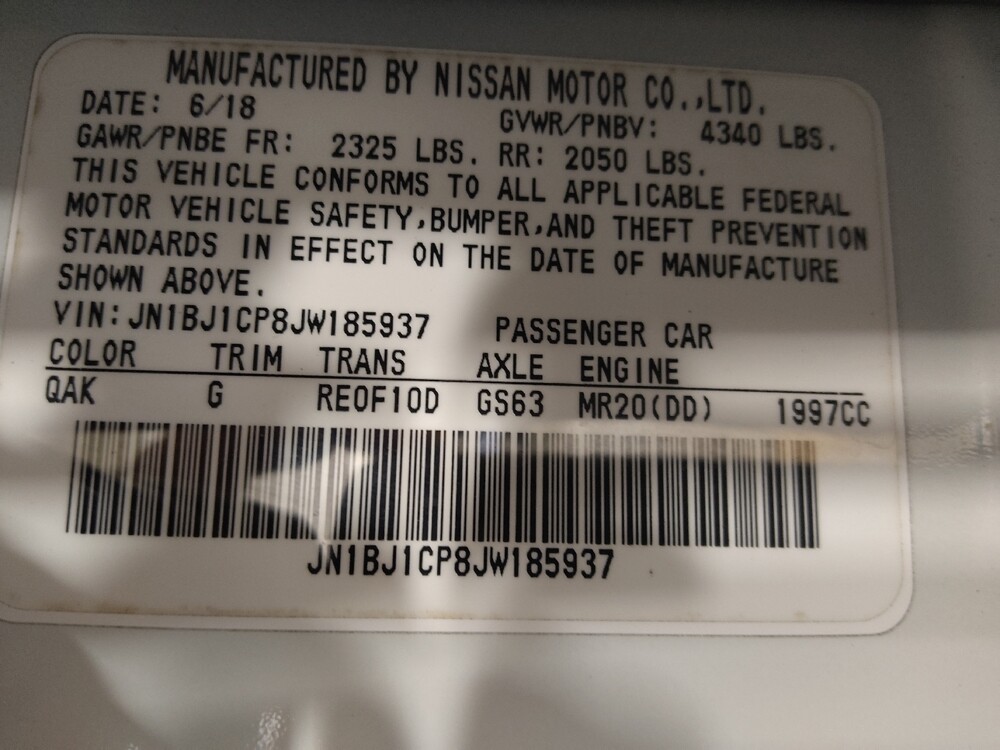 MANUFACTURED BY NISSAN MOTOR CO.,LTD.
DATE: 6/18 GVWR/PNBV: 4340 LBS.
GAWR/PNBE FR: 2325 LBS. RR: 2050 LBS.
THIS VEHICLE CONFORMS TO ALL APPLICABLE FEDERAL
MOTOR VEHICLE SAFETY,BUMPER,AND THEFT PREVENTION
STANDARDS IN EFFECT ON THE DATE OF MANUFACTURE
SHOWN ABOVE.
VIN:JN1BJ1CP8JW185937 PASSENGER CAR
COLOR TRIM TRANS AXLE ENGINE
QAK G RE0F10D GS63 MR20(DD) 1997CC
JN1BJ1CP8JW185937